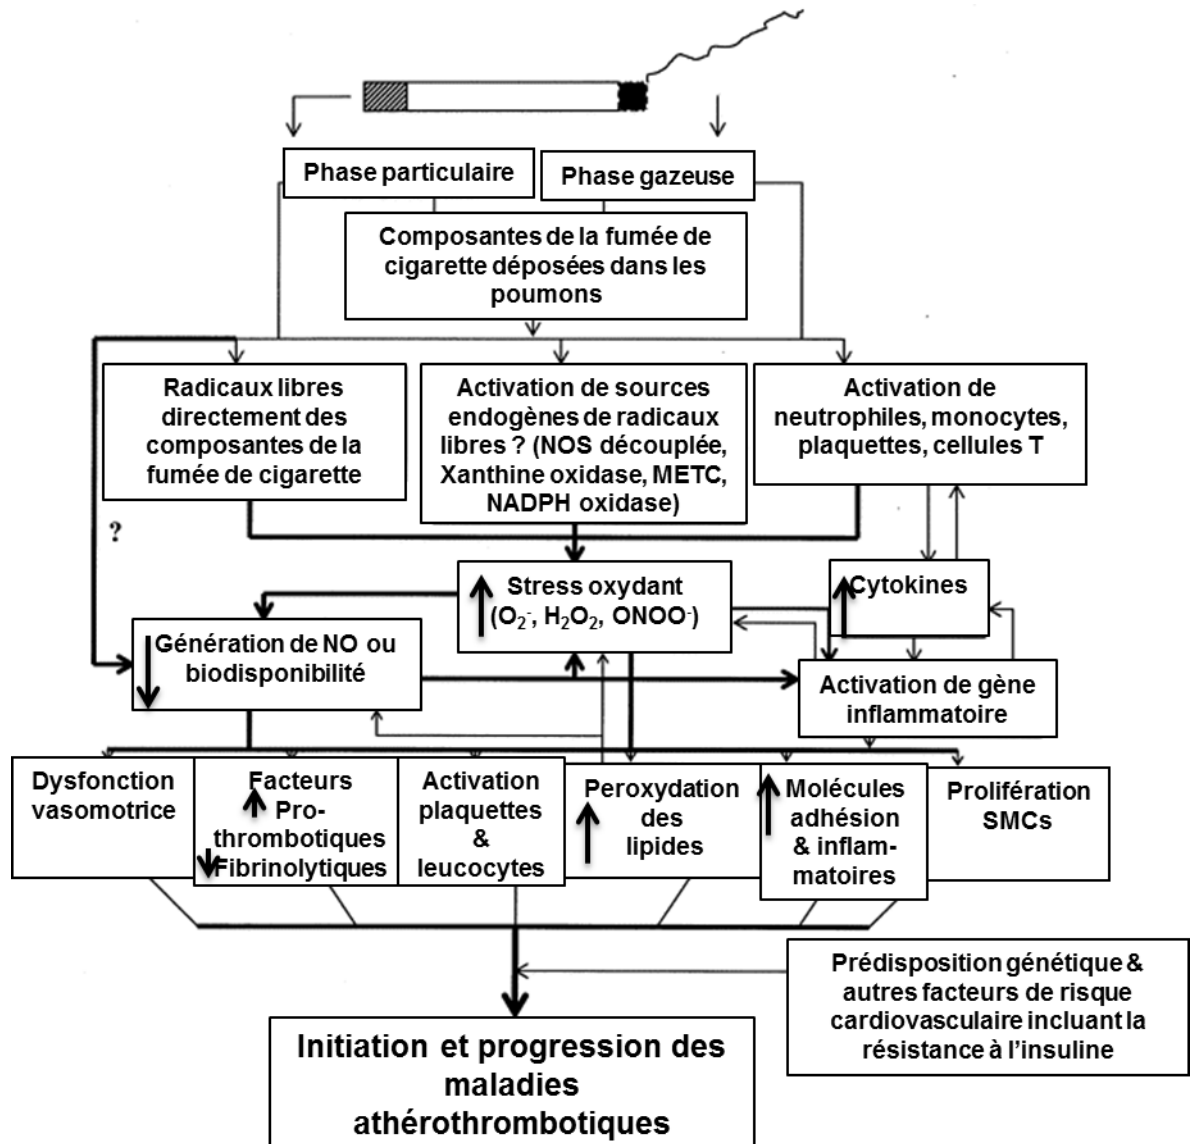 Phase particulaire
Phase gazeuse
Composantes de la fumée de
cigarette déposées dans les
poumons
Radicaux libres
directement des
composantes de la
fumée de cigarette
Activation de sources
endogènes de radicaux
libres ? (NOS découplée,
Xanthine oxidase, METC,
NADPH oxidase)
Activation de
neutrophiles, monocytes,
plaquettes, cellules T
?
Stress oxydant
(O₂⁻, H₂O₂, ONOO⁻)
Cytokines
Génération de NO ou
biodisponibilité
Activation de gène
inflammatoire
Dysfonction
vasomotrice
Facteurs
Pro-
thrombotiques
Fibrinolytiques
Activation
plaquettes
&
leucocytes
Peroxydation
des
lipides
Molécules
adhésion
& inflam-
matoires
Prolifération
SMCs
Prédisposition génétique &
autres facteurs de risque
cardiovasculaire incluant la
résistance à l’insuline
Initiation et progression des
maladies
athérothrombotiques